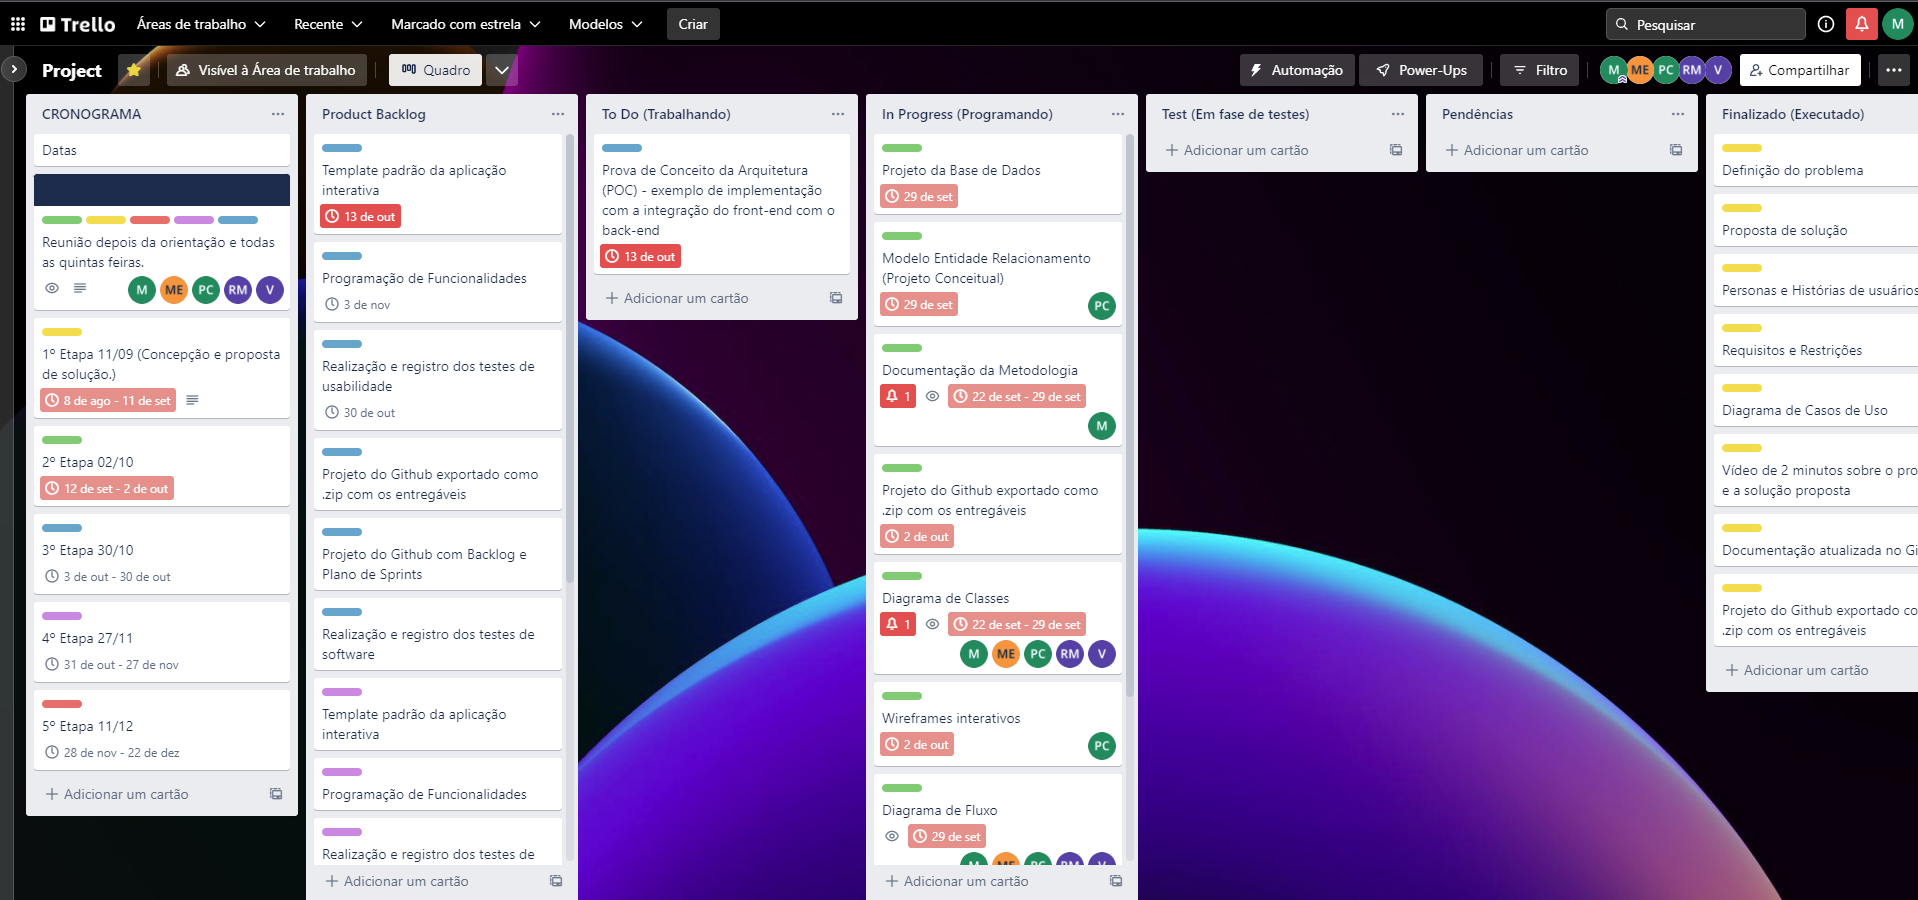 Trello
Áreas de trabalho
Recente
Marcado com estrela
Modelos
Criar
Pesquisar
M
Project
Visível à Área de trabalho
Quadro
Automação
Power-Ups
Filtro
M ME PC RM V
Compartilhar
CRONOGRAMA
Datas
Reunião depois da orientação e todas
as quintas feiras.
M ME PC RM V
1º Etapa 11/09 (Concepção e proposta
de solução.)
8 de ago - 11 de set
2º Etapa 02/10
12 de set - 2 de out
3º Etapa 30/10
3 de out - 30 de out
4º Etapa 27/11
31 de out - 27 de nov
5º Etapa 11/12
28 de nov - 22 de dez
+ Adicionar um cartão
Product Backlog
Template padrão da aplicação
interativa
13 de out
Programação de Funcionalidades
3 de nov
Realização e registro dos testes de
usabilidade
30 de out
Projeto do Github exportado como
.zip com os entregáveis
Projeto do Github com Backlog e
Plano de Sprints
Realização e registro dos testes de
software
Template padrão da aplicação
interativa
Programação de Funcionalidades
Realização e registro dos testes de
+ Adicionar um cartão
To Do (Trabalhando)
Prova de Conceito da Arquitetura
(POC) - exemplo de implementação
com a integração do front-end com o
back-end
13 de out
+ Adicionar um cartão
In Progress (Programando)
Projeto da Base de Dados
29 de set
Modelo Entidade Relacionamento
(Projeto Conceitual)
29 de set
PC
Documentação da Metodologia
1 22 de set - 29 de set
M
Projeto do Github exportado como
.zip com os entregáveis
2 de out
Diagrama de Classes
1 22 de set - 29 de set
M ME PC RM V
Wireframes interativos
2 de out
PC
Diagrama de Fluxo
29 de set
M ME PC RM V
+ Adicionar um cartão
Test (Em fase de testes)
+ Adicionar um cartão
Pendências
+ Adicionar um cartão
Finalizado (Executado)
Definição do problema
Proposta de solução
Personas e Histórias de usuários
Requisitos e Restrições
Diagrama de Casos de Uso
Vídeo de 2 minutos sobre o pro
e a solução proposta
Documentação atualizada no Gi
Projeto do Github exportado co
.zip com os entregáveis
+ Adicionar um cartão